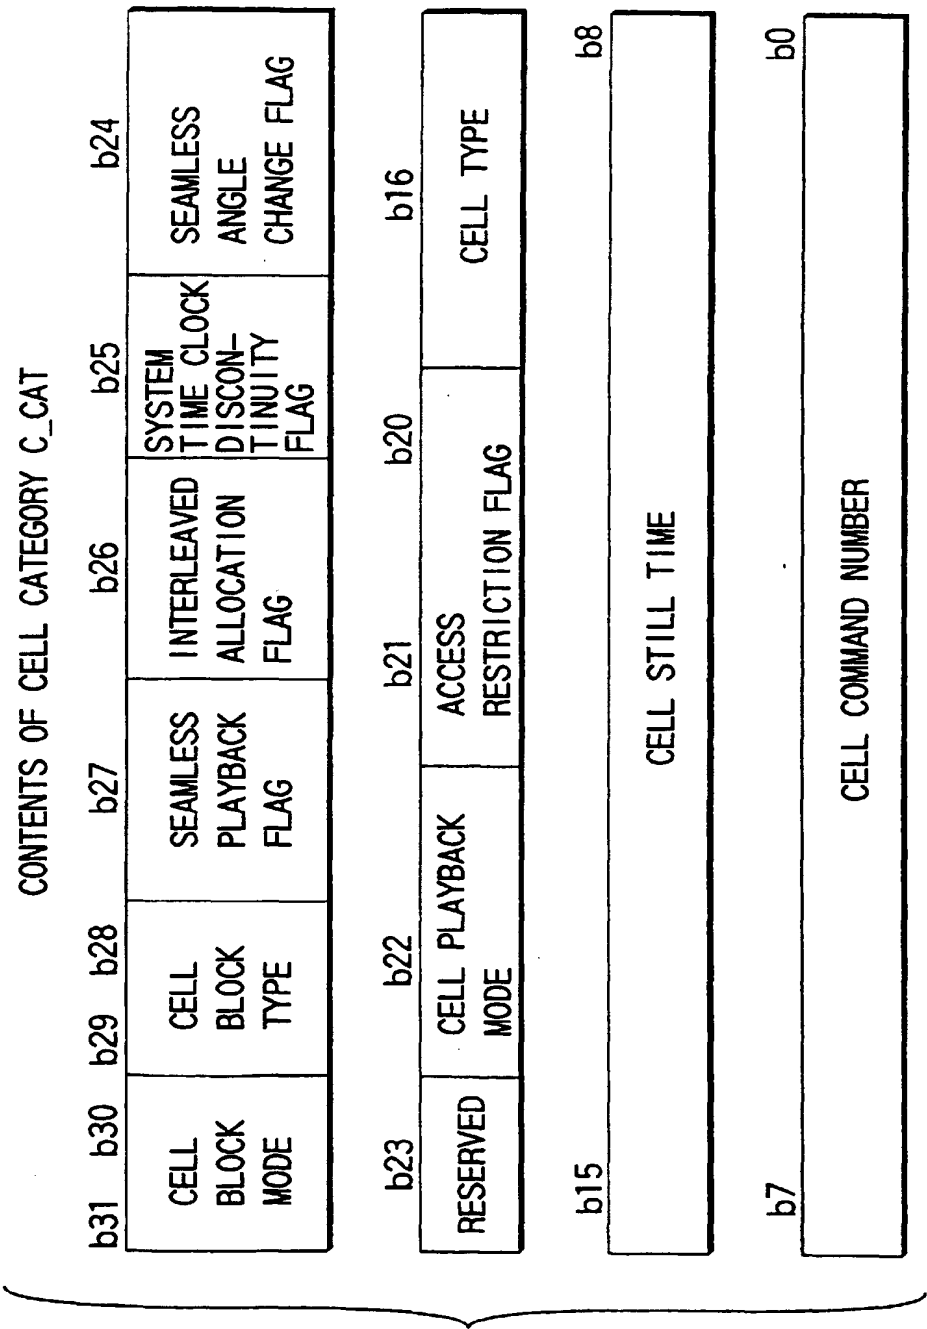 CONTENTS OF CELL CATEGORY C_CAT
b31 b30 b29 b28 b27 b26 b25 b24
CELL
BLOCK
MODE
CELL
BLOCK
TYPE
SEAMLESS
PLAYBACK
FLAG
INTERLEAVED
ALLOCATION
FLAG
SYSTEM
TIME CLOCK
DISCON-
TINUITY
FLAG
SEAMLESS
ANGLE
CHANGE FLAG
b23 b22 b21 b20 b16
RESERVED
CELL PLAYBACK
MODE
ACCESS
RESTRICTION FLAG
CELL TYPE
b15 b8
CELL STILL TIME
b7 b0
CELL COMMAND NUMBER